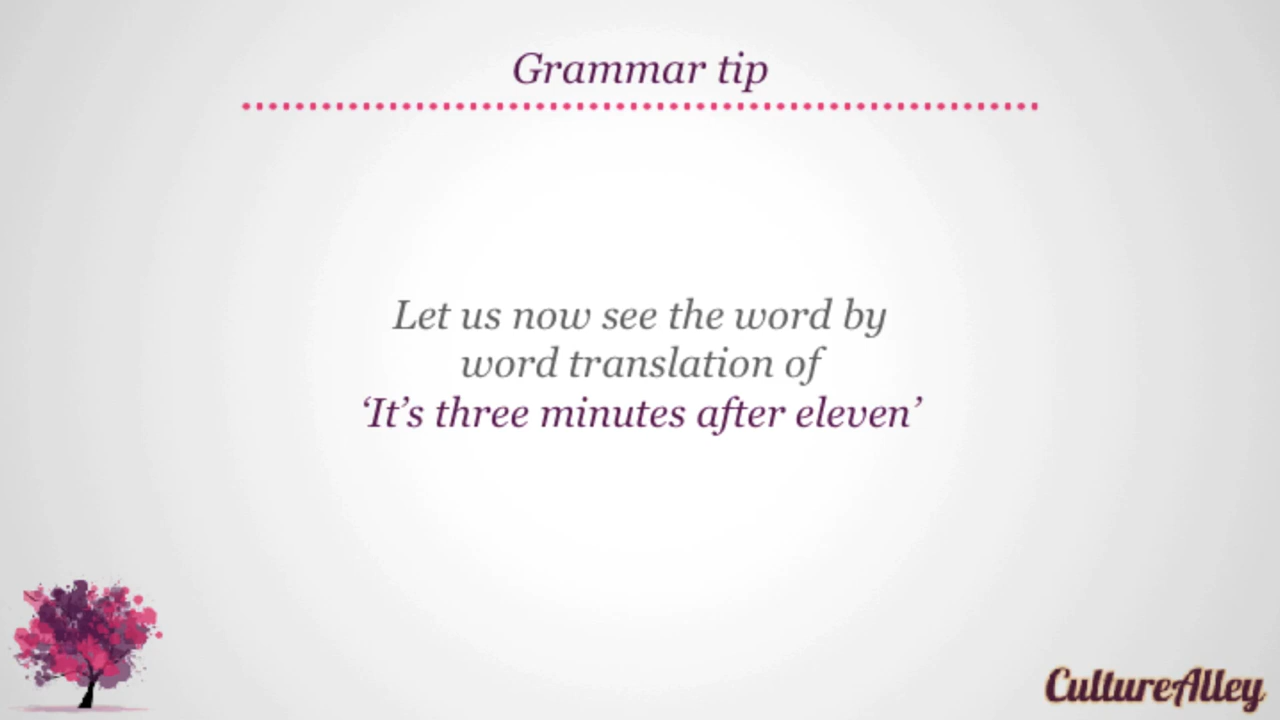 Grammar tip
Let us now see the word by
word translation of
‘It’s three minutes after eleven’
CultureAlley